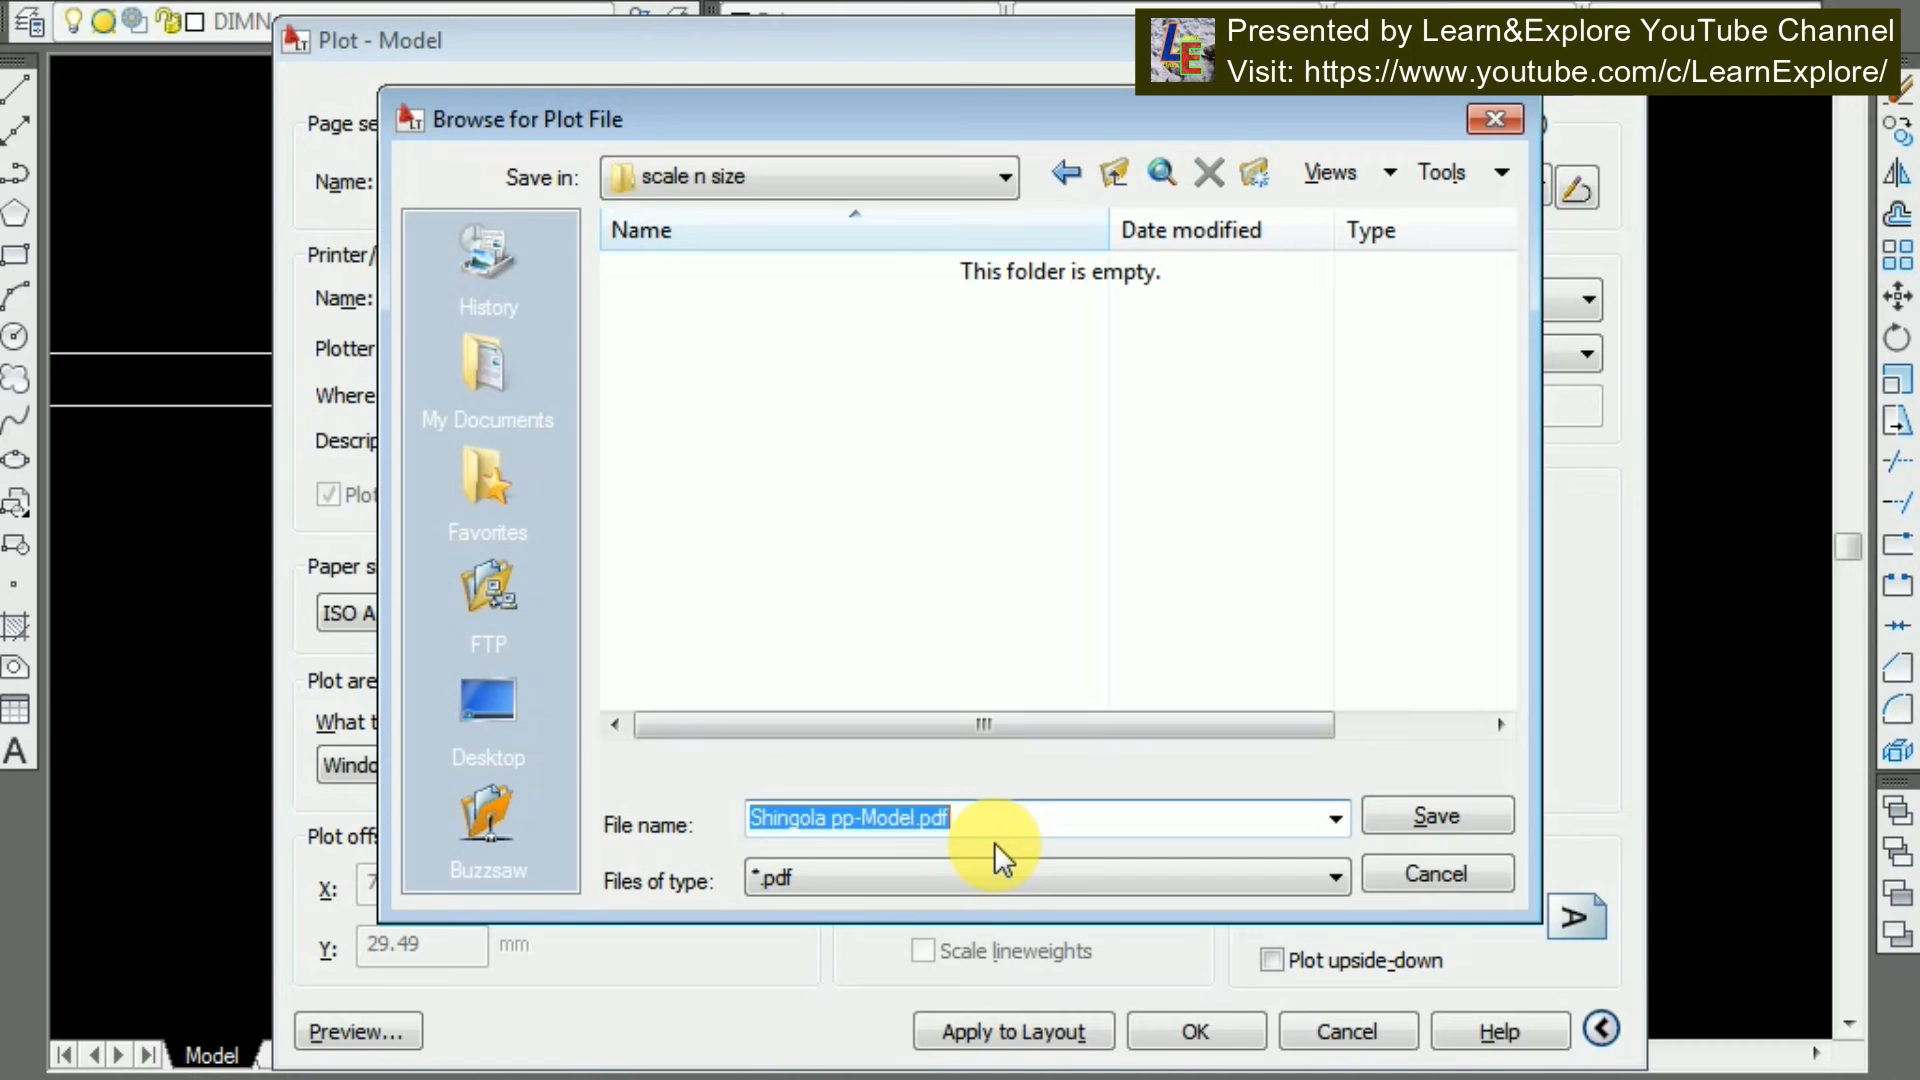 DIMN
Plot - Model
LE
Presented by Learn&Explore YouTube Channel
Visit: https://www.youtube.com/c/LearnExplore/
LT
Browse for Plot File
Page se
Name:
Save in:
scale n size
Views
Tools
Name
Date modified
Type
This folder is empty.
Printer/
Name:
Plotter
Where
Descrip
Plot
Paper s
ISO A
Plot are
What t
Windo
Plot offs
X: 7
Y: 29.49 mm
History
My Documents
Favorites
FTP
Desktop
Buzzsaw
File name: Shingola pp-Model.pdf
Save
Files of type: *.pdf
Cancel
Scale lineweights
Plot upside-down
A
A
Preview...
Apply to Layout
OK
Cancel
Help
Model